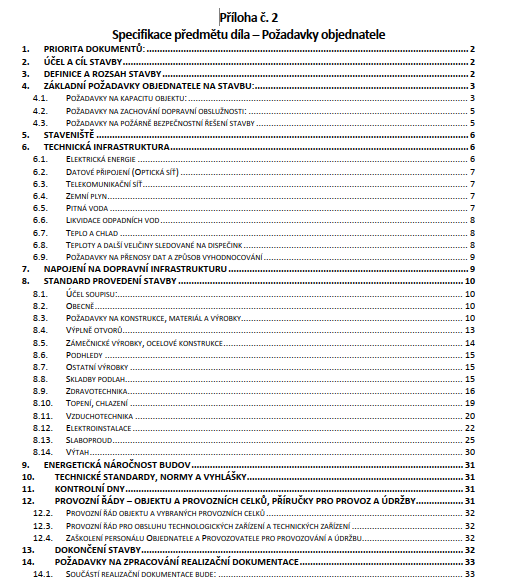 Příloha č. 2
Specifikace předmětu díla – Požadavky objednatele
1. PRIORITA DOKUMENTŮ: 2
2. ÚČEL A CÍL STAVBY 2
3. DEFINICE A ROZSAH STAVBY 2
4. ZÁKLADNÍ POŽADAVKY OBJEDNATELE NA STAVBU: 3
4.1. POŽADAVKY NA KAPACITU OBJEKTU: 3
4.2. POŽADAVKY NA ZACHOVÁNÍ DOPRAVNÍ OBSLUŽNOSTI: 5
4.3. POŽADAVKY NA POŽÁRNĚ BEZPEČNOSTNÍ ŘEŠENÍ STAVBY 5
5. STAVENIŠTĚ 6
6. TECHNICKÁ INFRASTRUKTURA 6
6.1. ELEKTRICKÁ ENERGIE 6
6.2. DATOVÉ PŘIPOJENÍ (OPTICKÁ SÍŤ) 7
6.3. TELEKOMUNIKAČNÍ SÍŤ 7
6.4. ZEMNÍ PLYN 7
6.5. PITNÁ VODA 7
6.6. LIKVIDACE ODPADNÍCH VOD 8
6.7. TEPLO A CHLAD 8
6.8. TEPLOTY A DALŠÍ VELIČINY SLEDOVANÉ NA DISPEČINK 8
6.9. POŽADAVKY NA PŘENOSY DAT A ZPŮSOB VYHODNOCOVÁNÍ 9
7. NAPOJENÍ NA DOPRAVNÍ INFRASTRUKTURU 9
8. STANDARD PROVEDENÍ STAVBY 10
8.1. ÚČEL SOUPISU: 10
8.2. OBECNĚ 10
8.3. POŽADAVKY NA KONSTRUKCE, MATERIÁL A VÝROBKY 10
8.4. VÝPLNĚ OTVORŮ 13
8.5. ZÁMEČNICKÉ VÝROBKY, OCELOVÉ KONSTRUKCE 14
8.6. PODHLEDY 15
8.7. OSTATNÍ VÝROBKY 15
8.8. SKLADBY PODLAH 15
8.9. ZDRAVOTECHNIKA 16
8.10. TOPENÍ, CHLAZENÍ 19
8.11. VZDUCHOTECHNIKA 20
8.12. ELEKTROINSTALACE 22
8.13. SLABOPROUD 25
8.14. VÝTAH 30
9. ENERGETICKÁ NÁROČNOST BUDOV 31
10. TECHNICKÉ STANDARDY, NORMY A VYHLÁŠKY 31
11. KONTROLNÍ DNY 31
12. PROVOZNÍ ŘÁDY – OBJEKTU A PROVOZNÍCH CELKŮ, PŘÍRUČKY PRO PROVOZ A ÚDRŽBU 31
12.2. PROVOZNÍ ŘÁD OBJEKTU A VYBRANÝCH PROVOZNÍCH CELKŮ 32
12.3. PROVOZNÍ ŘÁD PRO OBSLUHU TECHNOLOGICKÝCH ZAŘÍZENÍ A TECHNICKÝCH ZAŘÍZENÍ 32
12.4. ZAŠKOLENÍ PERSONÁLU OBJEDNATELE A PROVOZOVATELE PRO PROVOZOVÁNÍ A ÚDRŽBU 32
13. DOKONČENÍ STAVBY 32
14. POŽADAVKY NA ZPRACOVÁNÍ REALIZAČNÍ DOKUMENTACE 33
14.1. SOUČÁSTÍ REALIZAČNÍ DOKUMENTACE BUDE: 33